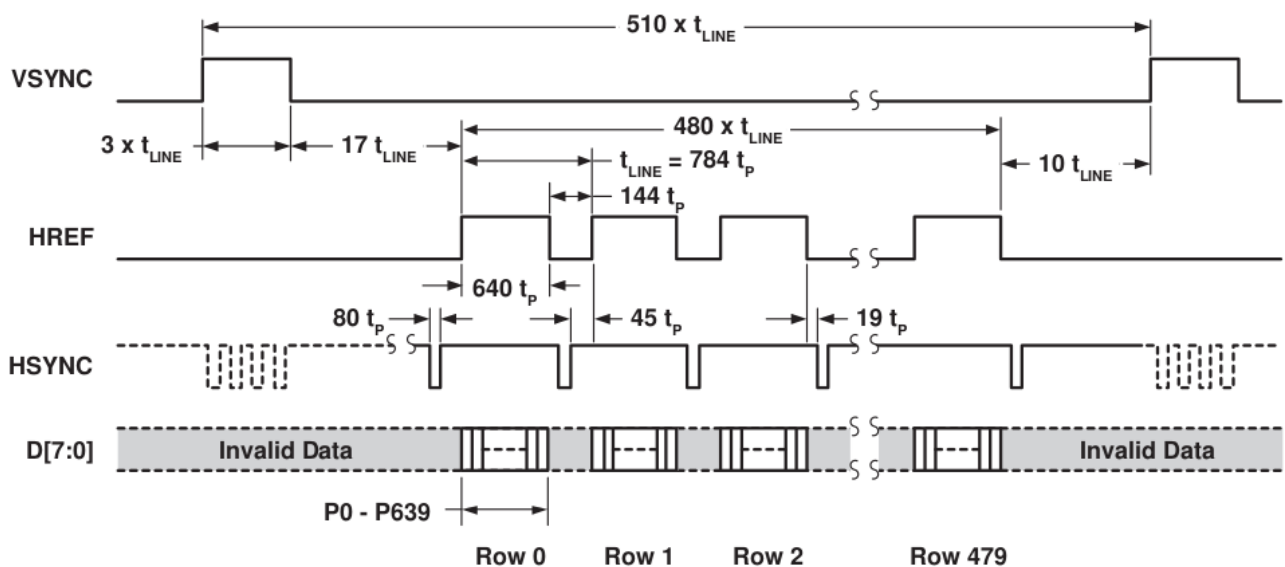 510 x tLINE
VSYNC
3 x tLINE
17 tLINE
480 x tLINE
tLINE = 784 tP
10 tLINE
144 tP
HREF
640 tP
80 tP
45 tP
19 tP
HSYNC
D[7:0]
Invalid Data
Invalid Data
P0 - P639
Row 0
Row 1
Row 2
Row 479